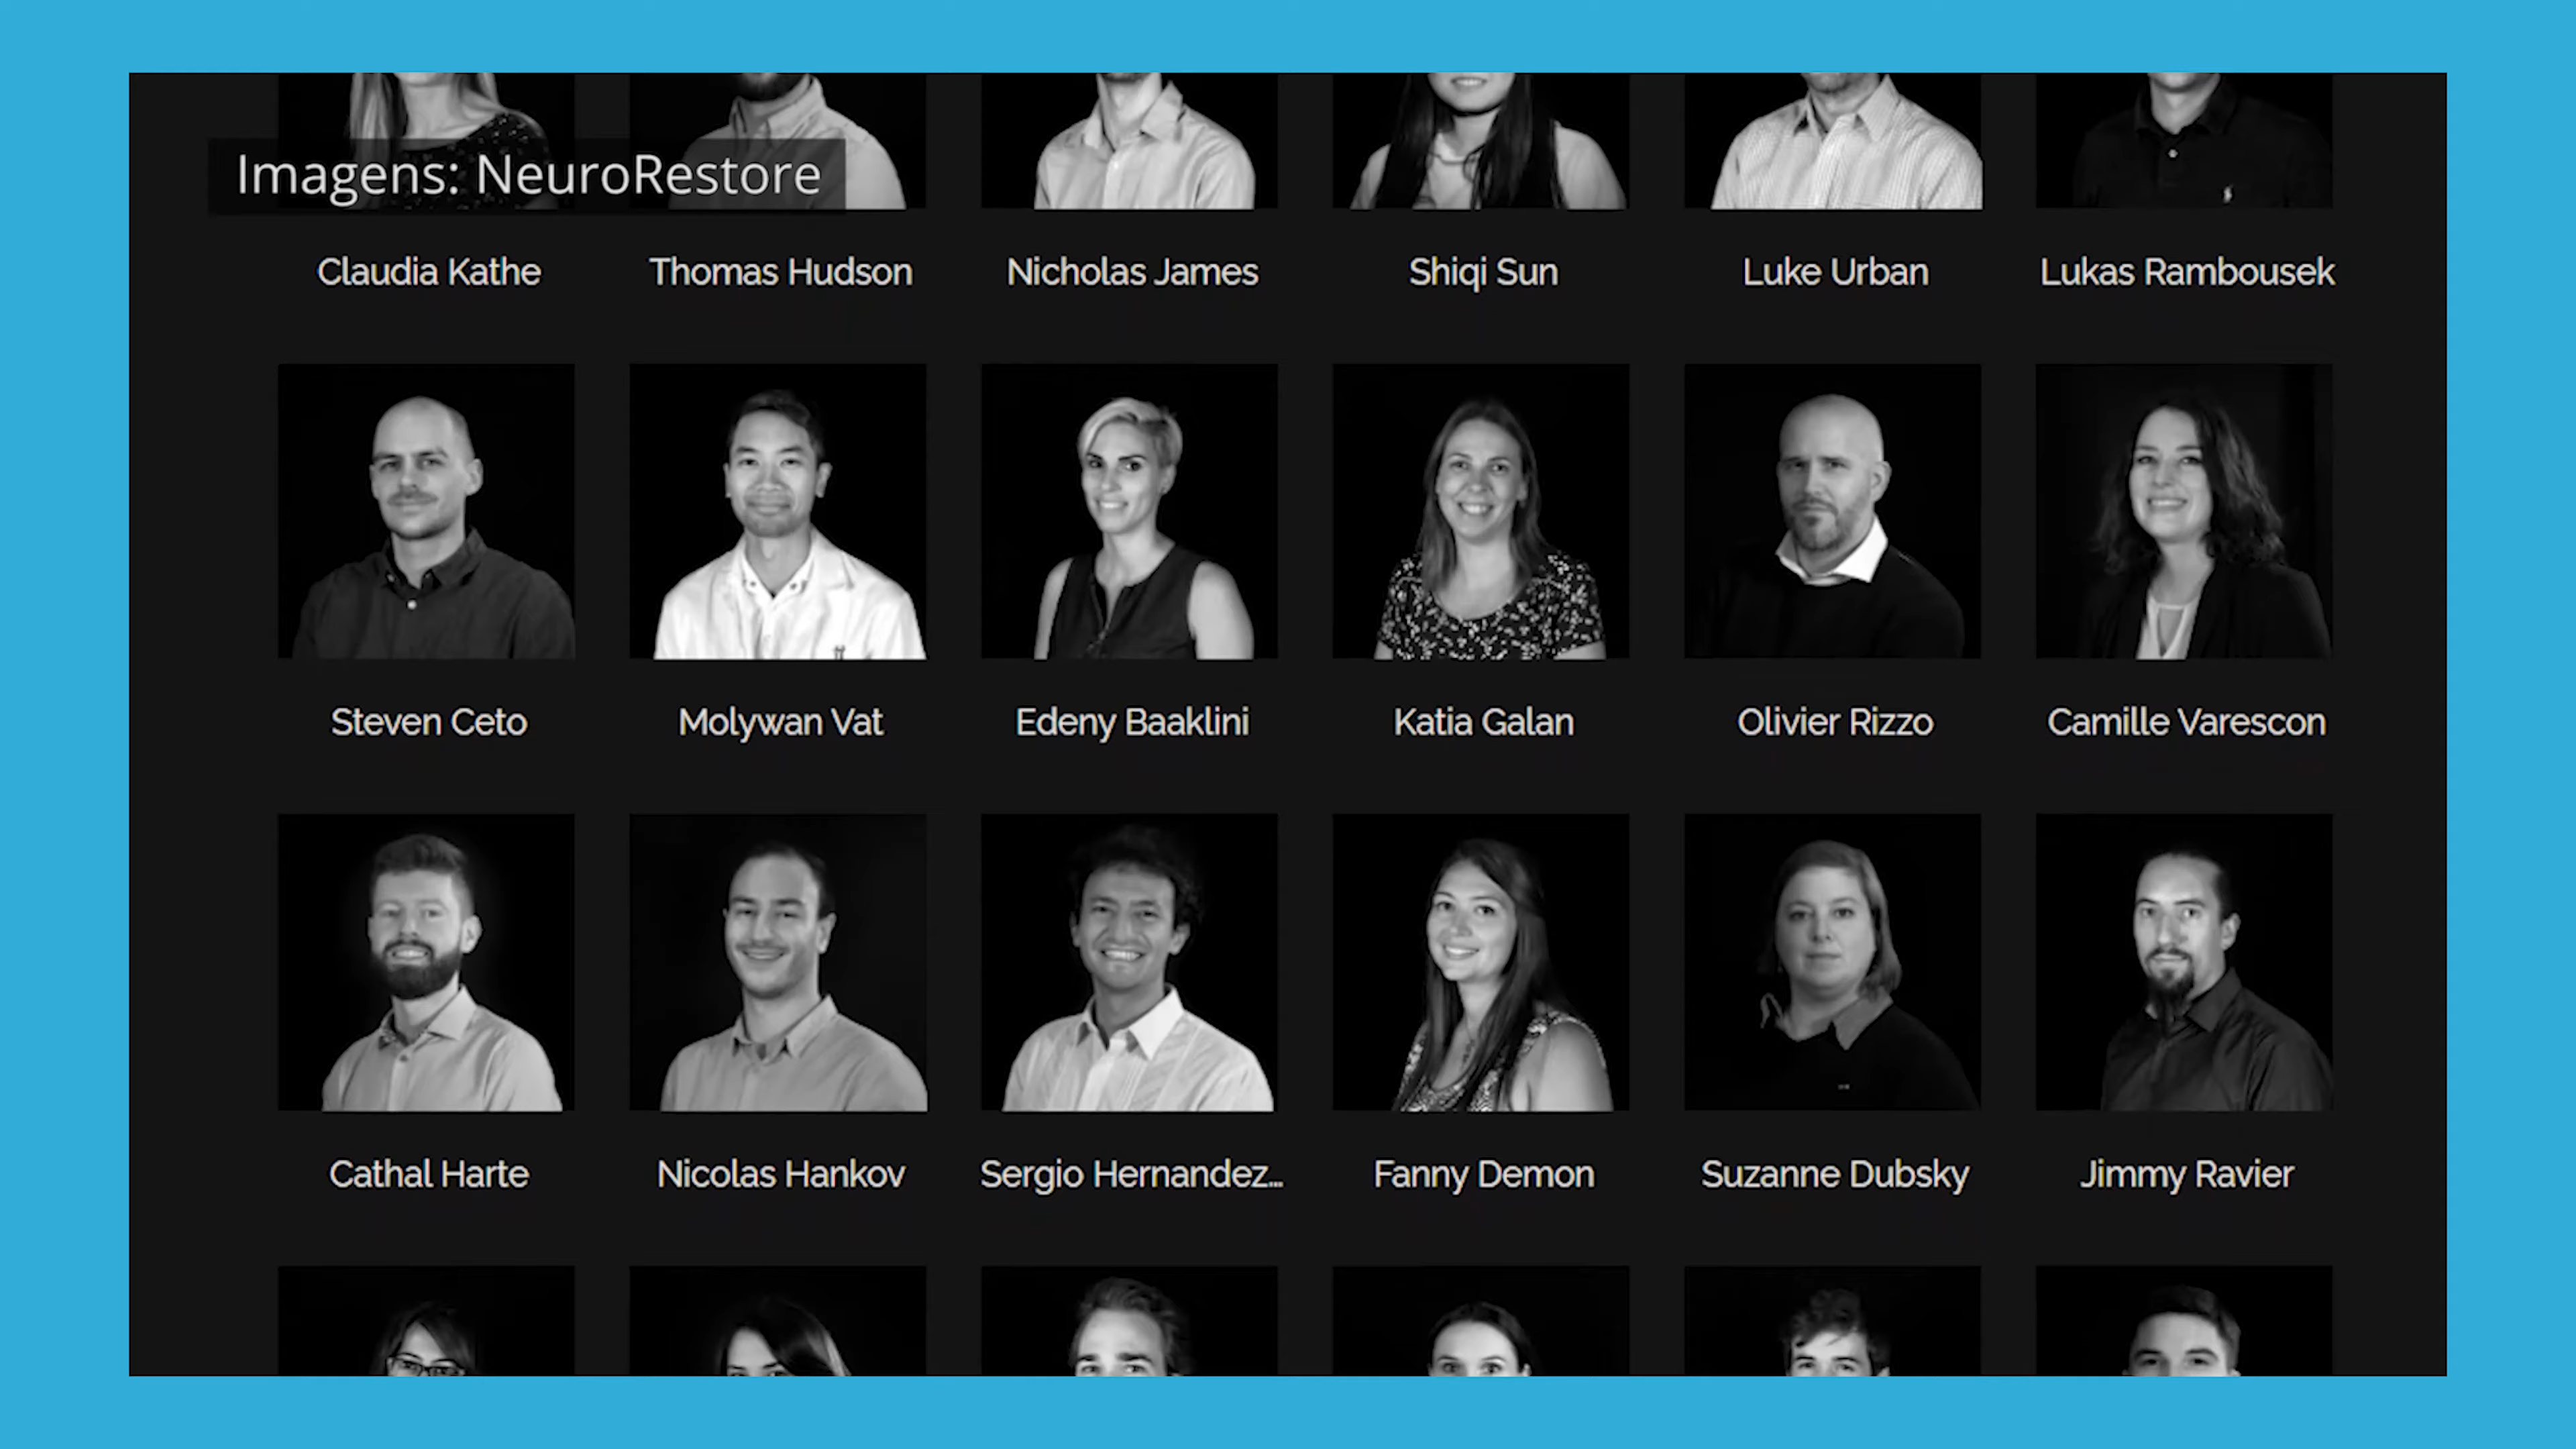 Imagens: NeuroRestore
Claudia Kathe
Thomas Hudson
Nicholas James
Shiqi Sun
Luke Urban
Lukas Rambousek
Steven Ceto
Molywan Vat
Edeny Baaklini
Katia Galan
Olivier Rizzo
Camille Varescon
Cathal Harte
Nicolas Hankov
Sergio Hernandez...
Fanny Demon
Suzanne Dubsky
Jimmy Ravier